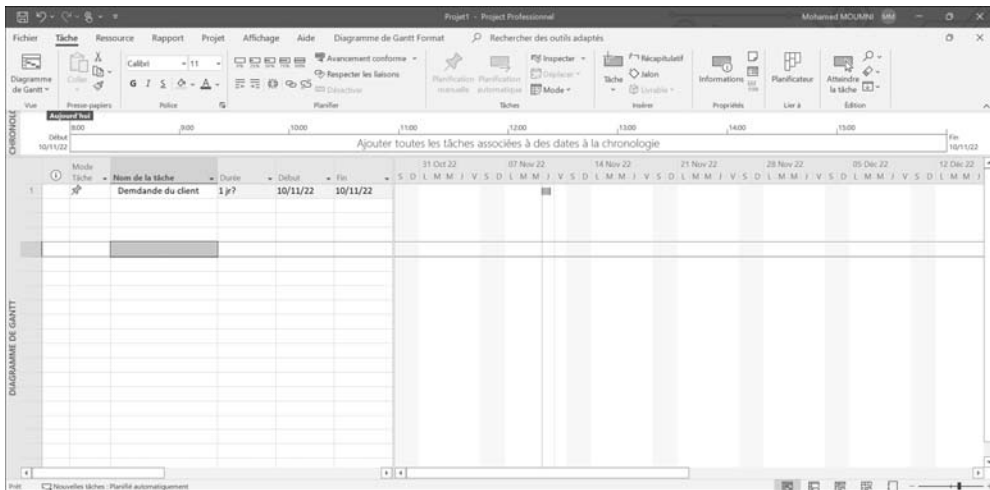 Projet1 - Project Professionnel
Mohamed MOUMNI MM
Fichier Tâche Ressource Rapport Projet Affichage Aide Diagramme de Gantt Format Rechercher des outils adaptés
Diagramme de Gantt
Vue
Coller
Presse-papiers
Calibri 11
G I S A
Police
Avancement conforme
Respecter les liaisons
Désactiver
Planifier
Planification manuelle
Planification automatique
Inspecter
Déplacer
Mode
Tâches
Tâche
Récapitulatif
Jalon
Livrable
Insérer
Informations
Propriétés
Planificateur
Lier à
Atteindre la tâche
Édition
Aujourd'hui
CHRONOLO
Début
10/11/22
8:00 9:00 10:00 11:00 12:00 13:00 14:00 15:00
Ajouter toutes les tâches associées à des dates à la chronologie
Fin
10/11/22
Mode Tâche Nom de la tâche Durée Début Fin
31 Oct 22 07 Nov 22 14 Nov 22 21 Nov 22 28 Nov 22 05 Déc 22 12 Déc 22
S D L M M J V S D L M M J V S D L M M J V S D L M M J V S D L M M J V S D L M M J V S D L M M J
1 Demdande du client 1 jr? 10/11/22 10/11/22
DIAGRAMME DE GANTT
Prêt Nouvelles tâches : Planifié automatiquement